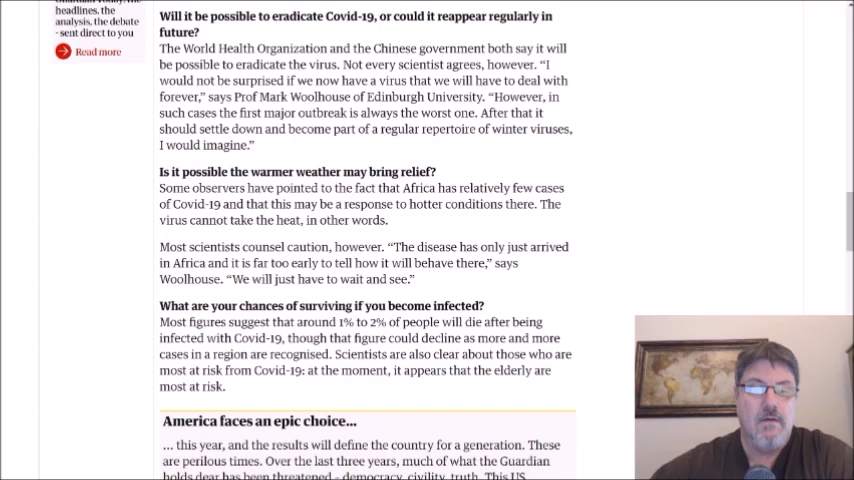 headlines, the
analysis, the debate
- sent direct to you
Read more
Will it be possible to eradicate Covid-19, or could it reappear regularly in
future?
The World Health Organization and the Chinese government both say it will
be possible to eradicate the virus. Not every scientist agrees, however. “I
would not be surprised if we now have a virus that we will have to deal with
forever,” says Prof Mark Woolhouse of Edinburgh University. “However, in
such cases the first major outbreak is always the worst one. After that it
should settle down and become part of a regular repertoire of winter viruses,
I would imagine.”
Is it possible the warmer weather may bring relief?
Some observers have pointed to the fact that Africa has relatively few cases
of Covid-19 and that this may be a response to hotter conditions there. The
virus cannot take the heat, in other words.
Most scientists counsel caution, however. “The disease has only just arrived
in Africa and it is far too early to tell how it will behave there,” says
Woolhouse. “We will just have to wait and see.”
What are your chances of surviving if you become infected?
Most figures suggest that around 1% to 2% of people will die after being
infected with Covid-19, though that figure could decline as more and more
cases in a region are recognised. Scientists are also clear about those who are
most at risk from Covid-19: at the moment, it appears that the elderly are
most at risk.
America faces an epic choice...
... this year, and the results will define the country for a generation. These
are perilous times. Over the last three years, much of what the Guardian
holds dear has been threatened – democracy, civility, truth. This US